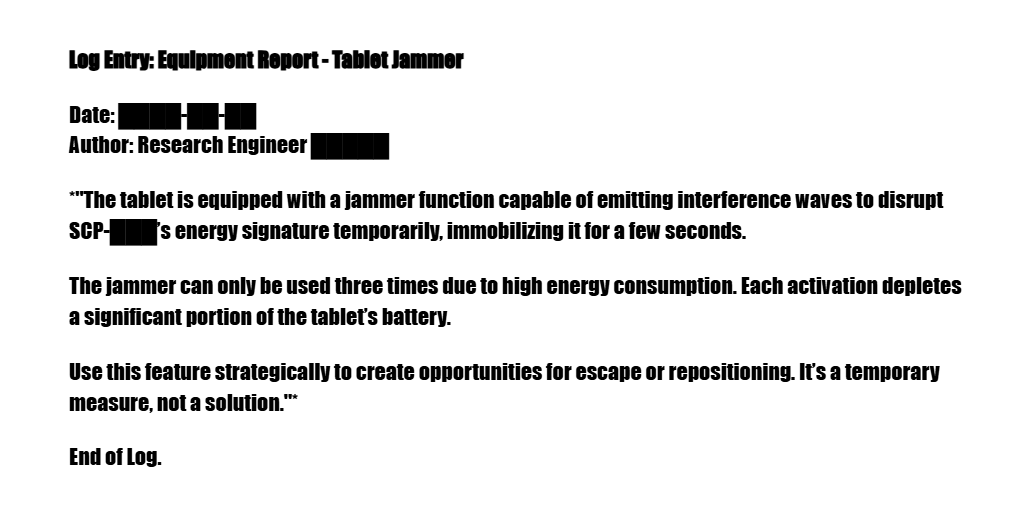 Log Entry: Equipment Report - Tablet Jammer
Date: ████-██-██
Author: Research Engineer █████
*"The tablet is equipped with a jammer function capable of emitting interference waves to disrupt
SCP-███’s energy signature temporarily, immobilizing it for a few seconds.
The jammer can only be used three times due to high energy consumption. Each activation depletes
a significant portion of the tablet’s battery.
Use this feature strategically to create opportunities for escape or repositioning. It’s a temporary
measure, not a solution."*
End of Log.